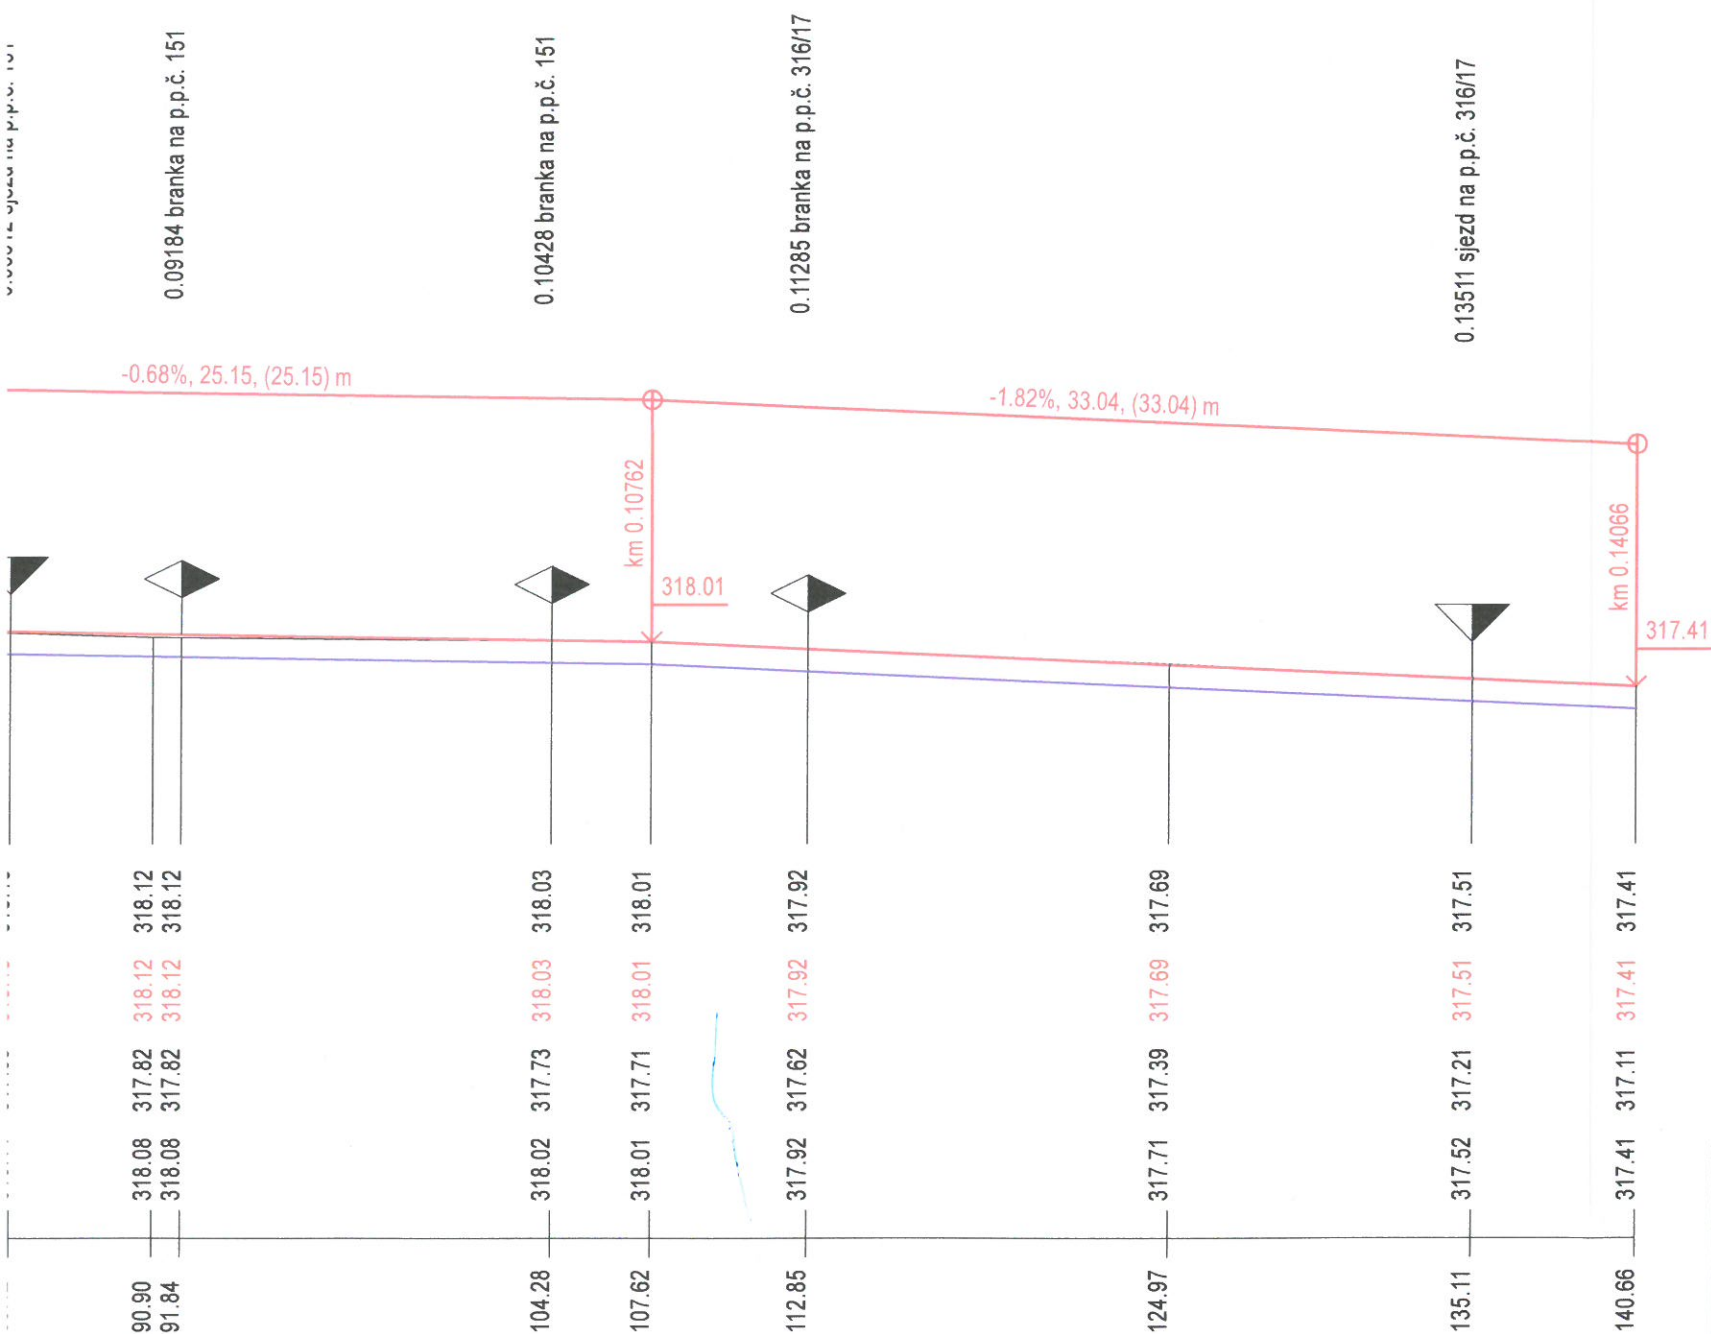 sjezd na p.p.č. 151
0.09184 branka na p.p.č. 151
0.10428 branka na p.p.č. 151
0.11285 branka na p.p.č. 316/17
0.13511 sjezd na p.p.č. 316/17
-0.68%, 25.15, (25.15) m
-1.82%, 33.04, (33.04) m
km 0.10762
318.01
km 0.14066
317.41
318.12 318.12 318.03 318.01 317.92 317.69 317.51 317.41
318.12 318.12 318.03 318.01 317.92 317.69 317.51 317.41
317.82 317.82 317.73 317.71 317.62 317.39 317.21 317.11
318.08 318.08 318.02 318.01 317.92 317.71 317.52 317.41
90.90 91.84 104.28 107.62 112.85 124.97 135.11 140.66